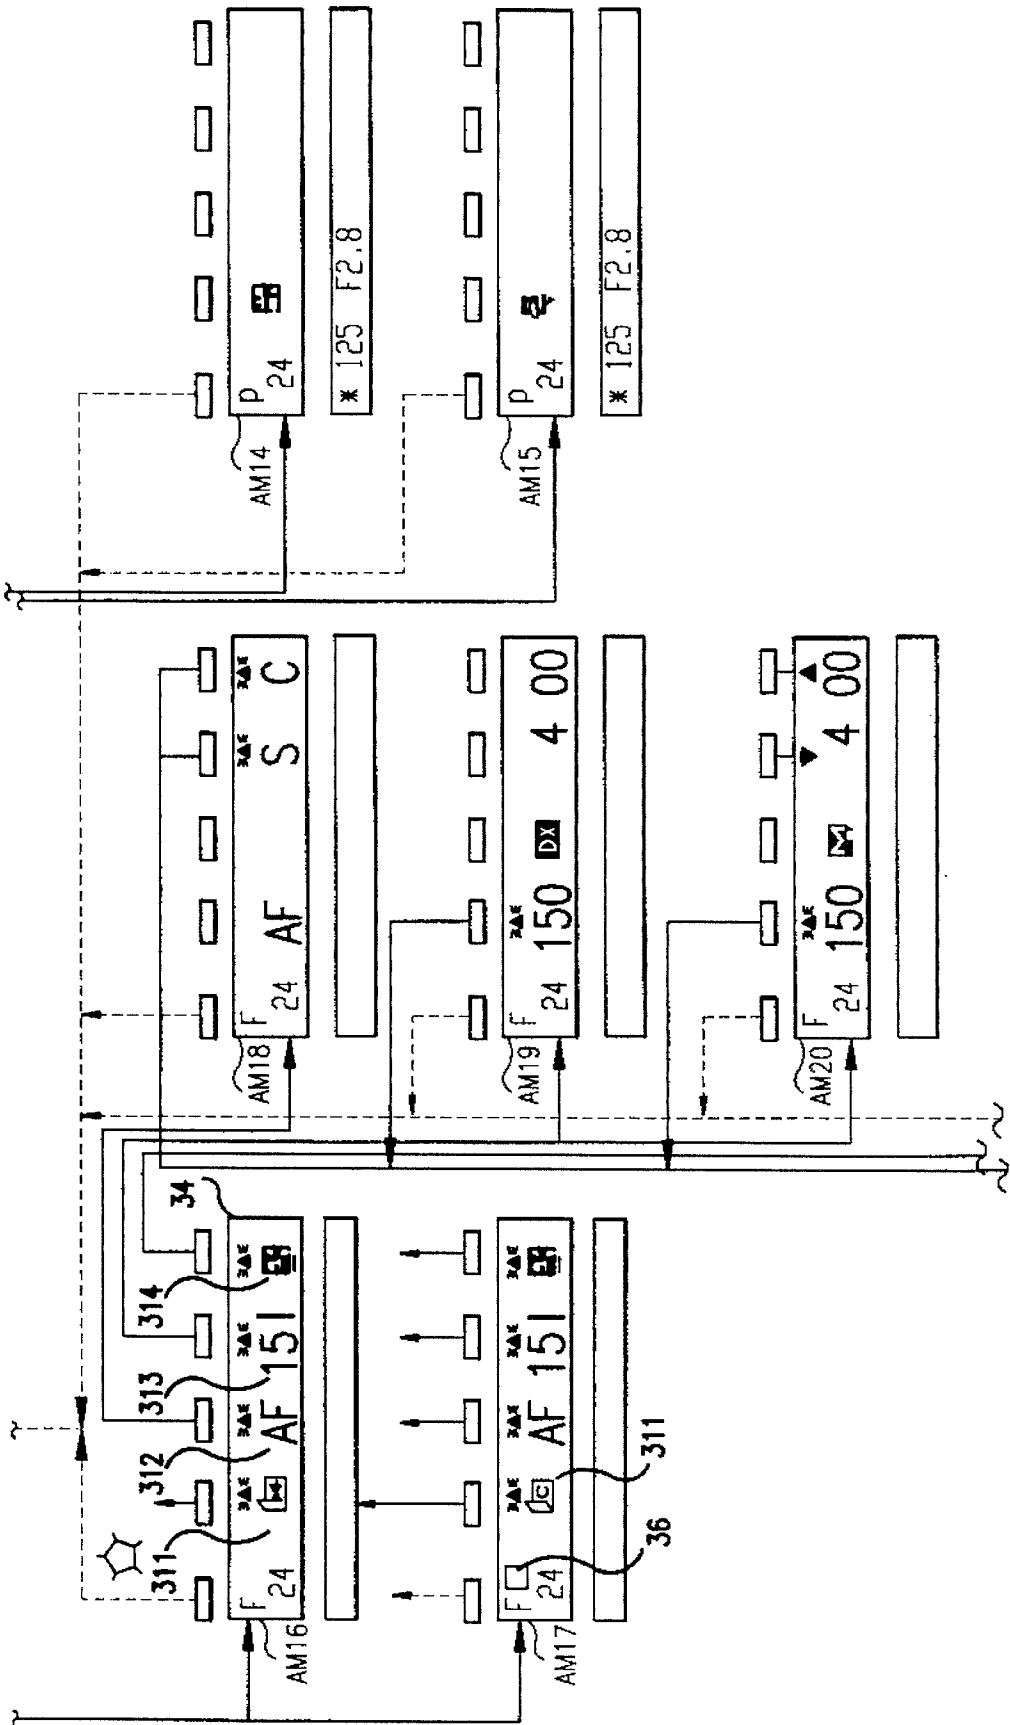 34
311 312 313 314
F 24 AF 151
AM16
F 24 AF S C
AM18
P 24
AM14
* 125 F2.8
F 24 C AF 151
AM17
36 311
F 24 150 DX 4 00
AM19
P 24
AM15
* 125 F2.8
F 24 150 M 4 00
AM20